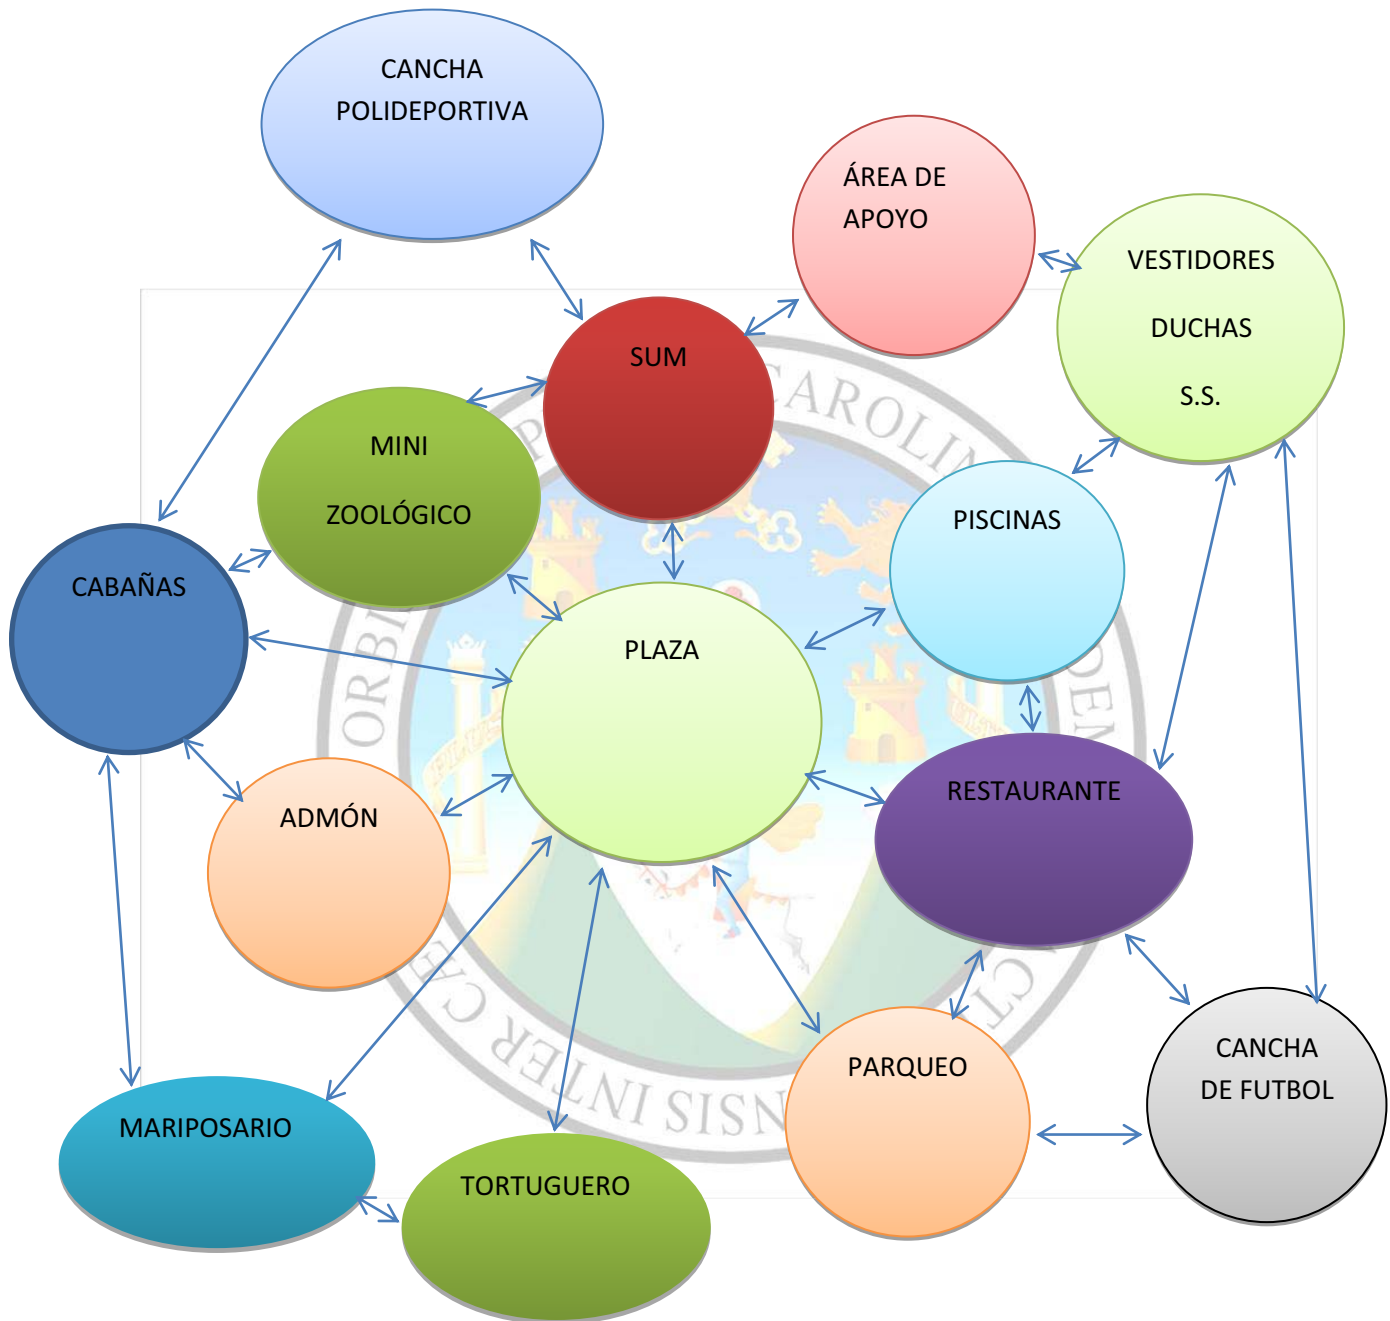 CANCHA
POLIDEPORTIVA
ÁREA DE
APOYO
VESTIDORES
DUCHAS
S.S.
SUM
MINI
ZOOLÓGICO
PISCINAS
CABAÑAS
PLAZA
RESTAURANTE
ADMÓN
PARQUEO
CANCHA
DE FUTBOL
MARIPOSARIO
TORTUGUERO